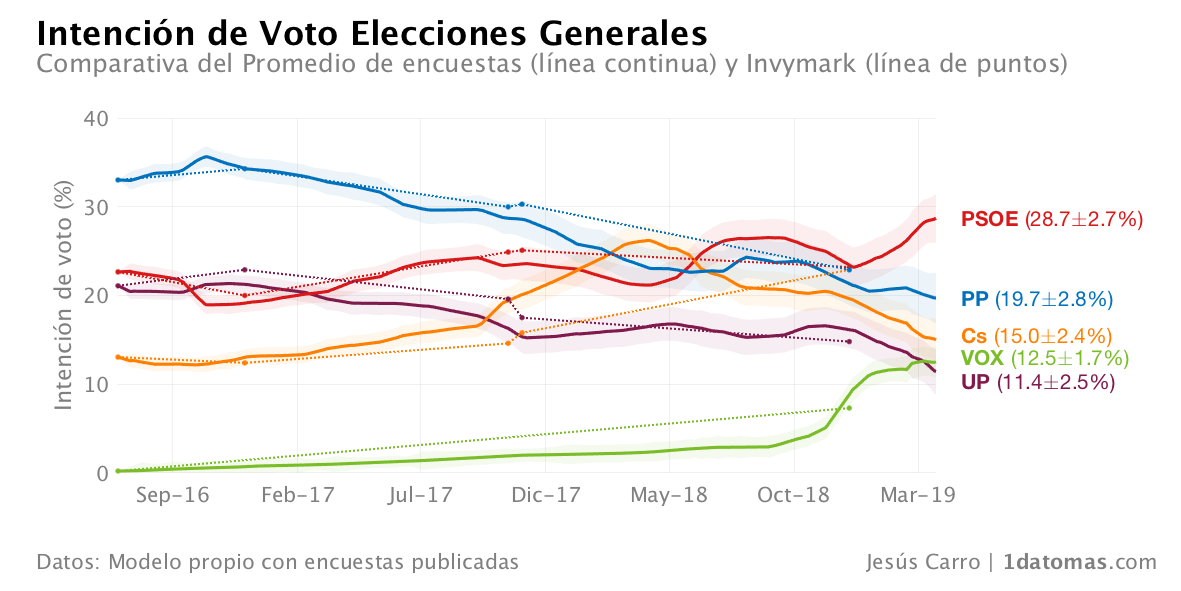 Intención de Voto Elecciones Generales
Comparativa del Promedio de encuestas (línea continua) y Invymark (línea de puntos)
Intención de voto (%)
40
30
20
10
0
Sep–16
Feb–17
Jul–17
Dic–17
May–18
Oct–18
Mar–19
PSOE (28.7±2.7%)
PP (19.7±2.8%)
Cs (15.0±2.4%)
VOX (12.5±1.7%)
UP (11.4±2.5%)
Datos: Modelo propio con encuestas publicadas
Jesús Carro | 1datomas.com